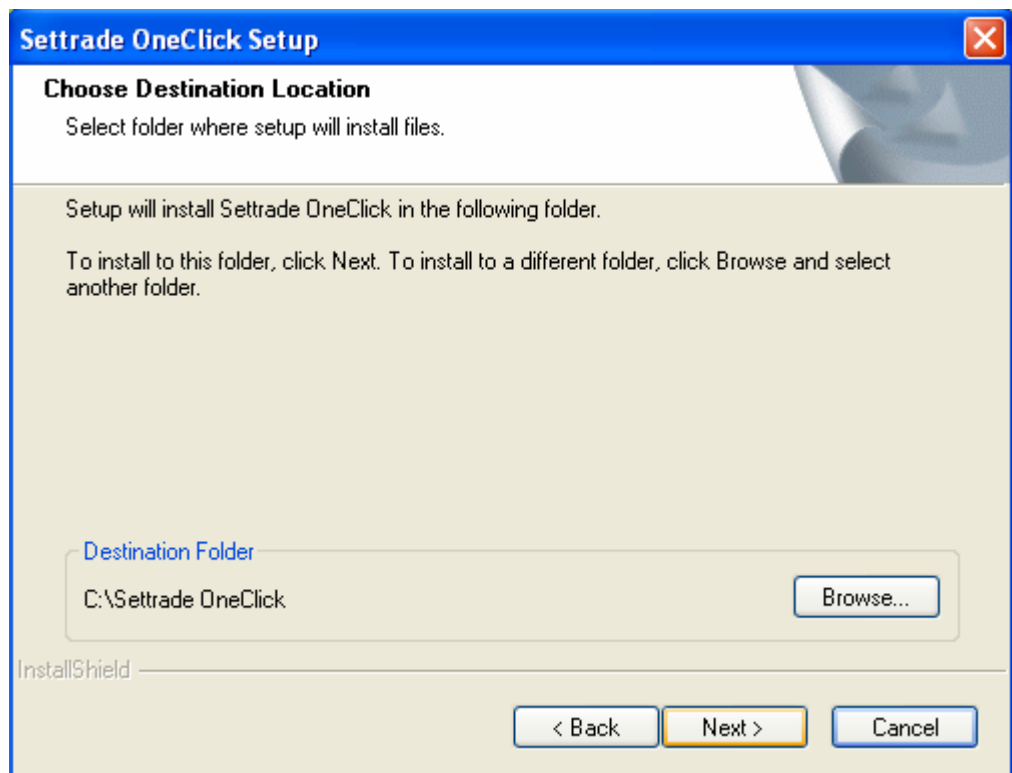 Settrade OneClick Setup
Choose Destination Location
Select folder where setup will install files.
Setup will install Settrade OneClick in the following folder.
To install to this folder, click Next. To install to a different folder, click Browse and select
another folder.
Destination Folder
C:\Settrade OneClick
Browse...
InstallShield
< Back
Next >
Cancel